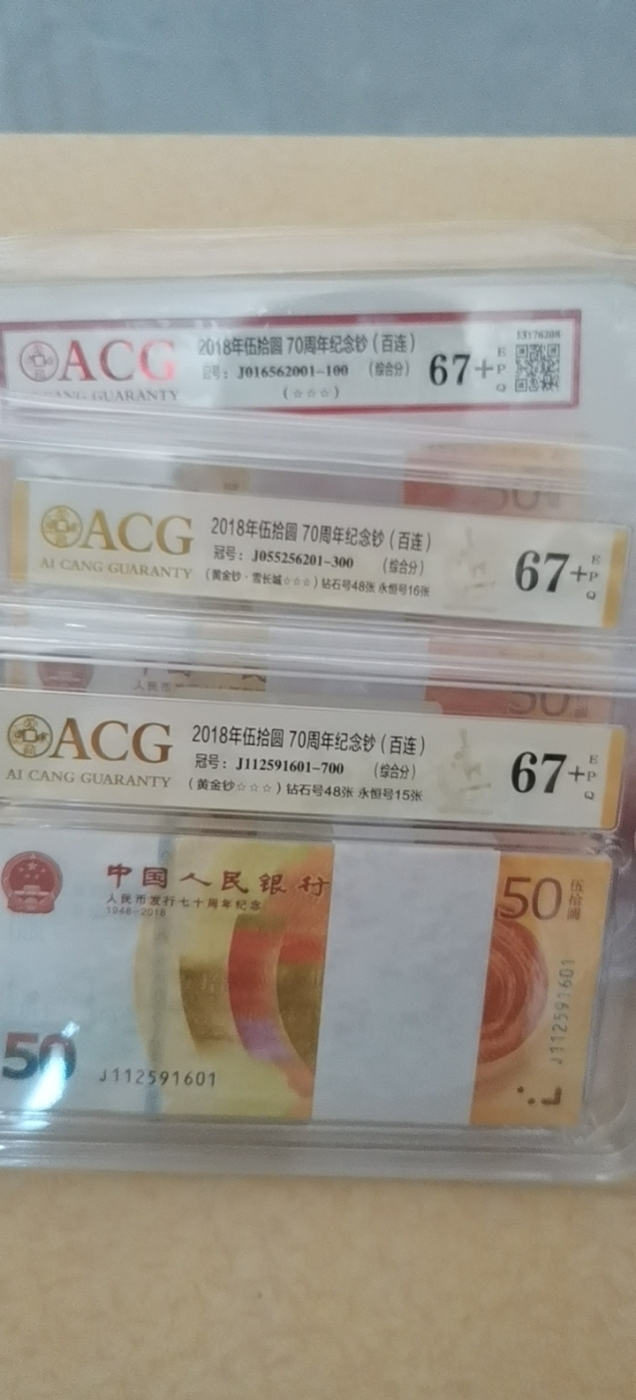 ACG
CANG GUARANTY
2018年伍拾圆 70周年纪念钞(百连)
冠号: J016562001-100 (综合分)
(☆☆☆)
67+
E
P
Q
13176208
50
ACG
AI CANG GUARANTY
2018年伍拾圆 70周年纪念钞(百连)
冠号: J055256201-300 (综合分)
(黄金钞·雪长城☆☆☆)钻石号48张 永恒号16张
67+
E
P
Q
50
ACG
AI CANG GUARANTY
2018年伍拾圆 70周年纪念钞(百连)
冠号: J112591601-700 (综合分)
(黄金钞☆☆☆)钻石号48张 永恒号15张
67+
E
P
Q
中国人民银行
人民币发行七十周年纪念
1948-2018
50
伍拾圆
J112591601
50
J112591601